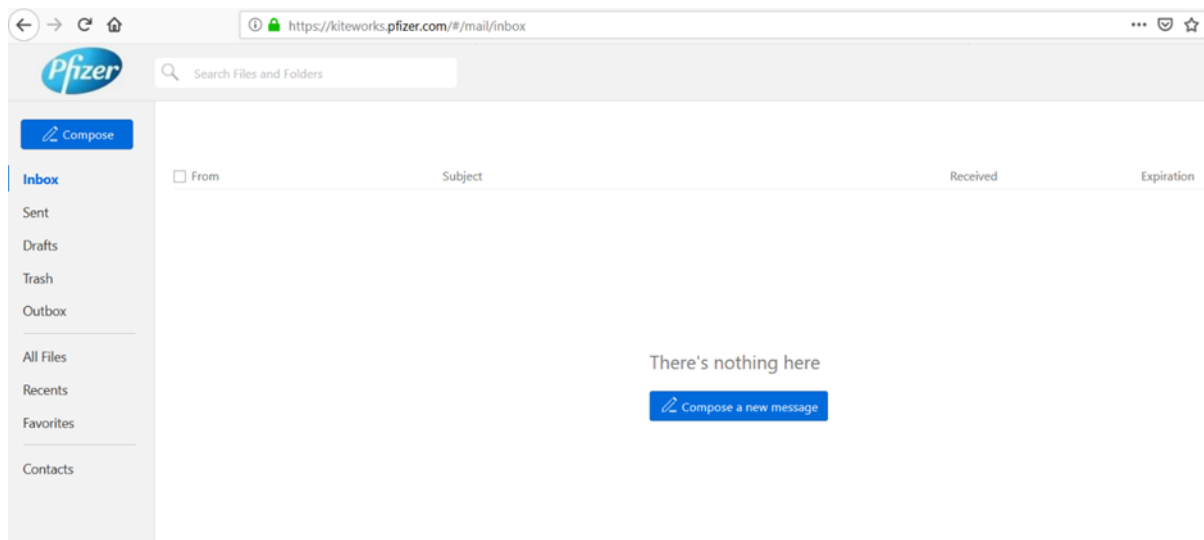 https://kiteworks.pfizer.com/#/mail/inbox
Pfizer
Search Files and Folders
Compose
Inbox
Sent
Drafts
Trash
Outbox
All Files
Recents
Favorites
Contacts
From Subject Received Expiration
There's nothing here
Compose a new message